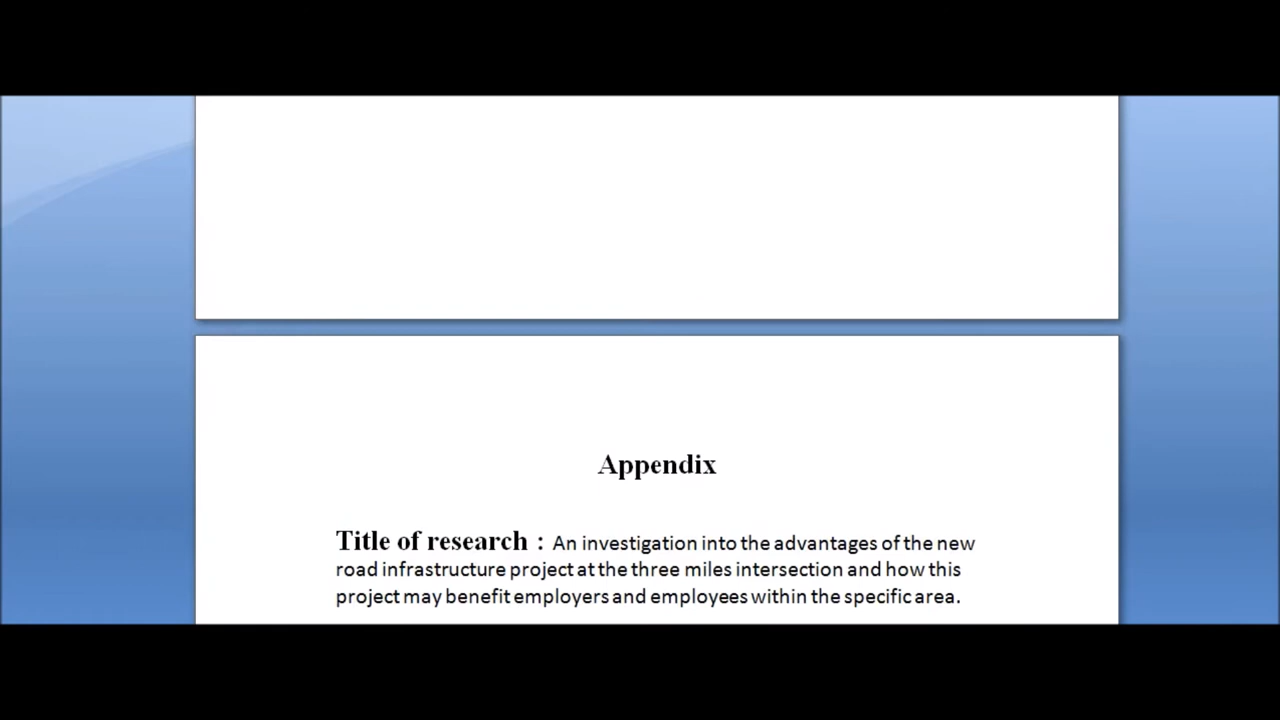 Appendix
Title of research : An investigation into the advantages of the new
road infrastructure project at the three miles intersection and how this
project may benefit employers and employees within the specific area.